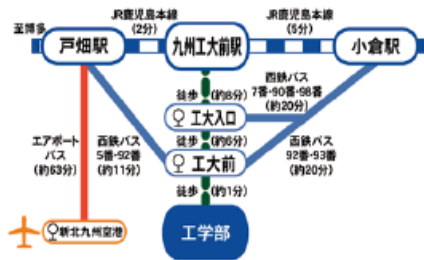 JR鹿児島本線
(2分)
JR鹿児島本線
(5分)
至博多
戸畑駅
九州工大前駅
小倉駅
徒歩 (約8分)
西鉄バス
7番・90番・98番
(約20分)
工大入口
エアポート
バス
(約63分)
西鉄バス
5番・92番
(約11分)
徒歩 (約6分)
工大前
西鉄バス
92番・93番
(約20分)
徒歩 (約1分)
新北九州空港
工学部